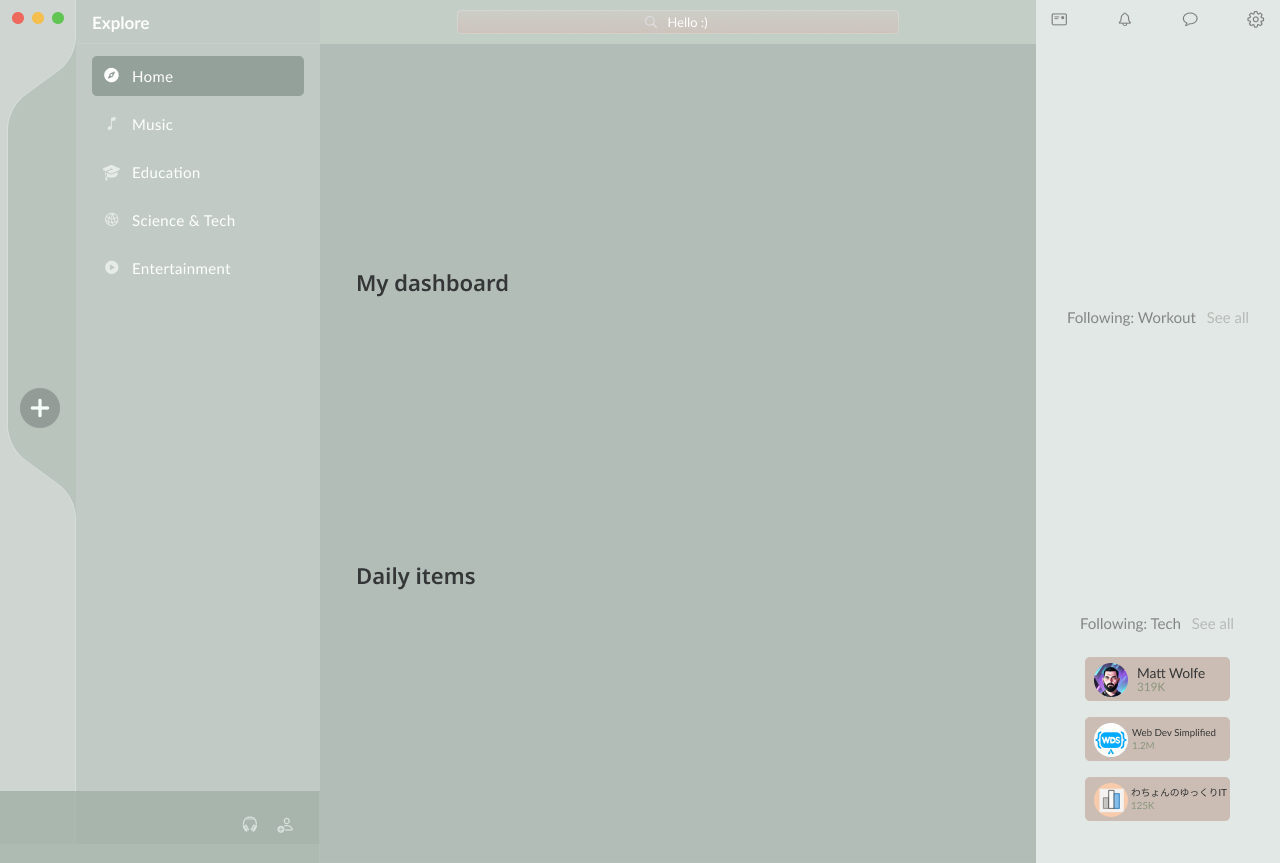 Explore
Hello :)
Home
Music
Education
Science & Tech
Entertainment
My dashboard
Daily items
Following: Workout See all
Following: Tech See all
Matt Wolfe
319K
WDS
Web Dev Simplified
1.2M
わちょんのゆっくりIT
125K